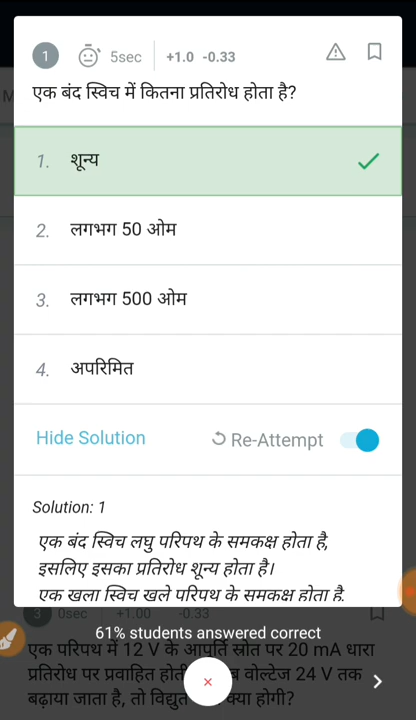 1 5sec +1.0 -0.33
एक बंद स्विच में कितना प्रतिरोध होता है?
1. शून्य
2. लगभग 50 ओम
3. लगभग 500 ओम
4. अपरिमित
Hide Solution Re-Attempt
Solution: 1
एक बंद स्विच लघु परिपथ के समकक्ष होता है,
इसलिए इसका प्रतिरोध शून्य होता है।
एक खुला स्विच खुले परिपथ के समकक्ष होता है
3 0sec +1.00 -0.33
61% students answered correct
एक परिपथ में 12 V के आपूर्ति स्रोत पर 20 mA धारा
प्रतिरोध पर प्रवाहित वोल्टेज 24 V तक
बढ़ाया जाता है, तो विद्युत क्या होगी?